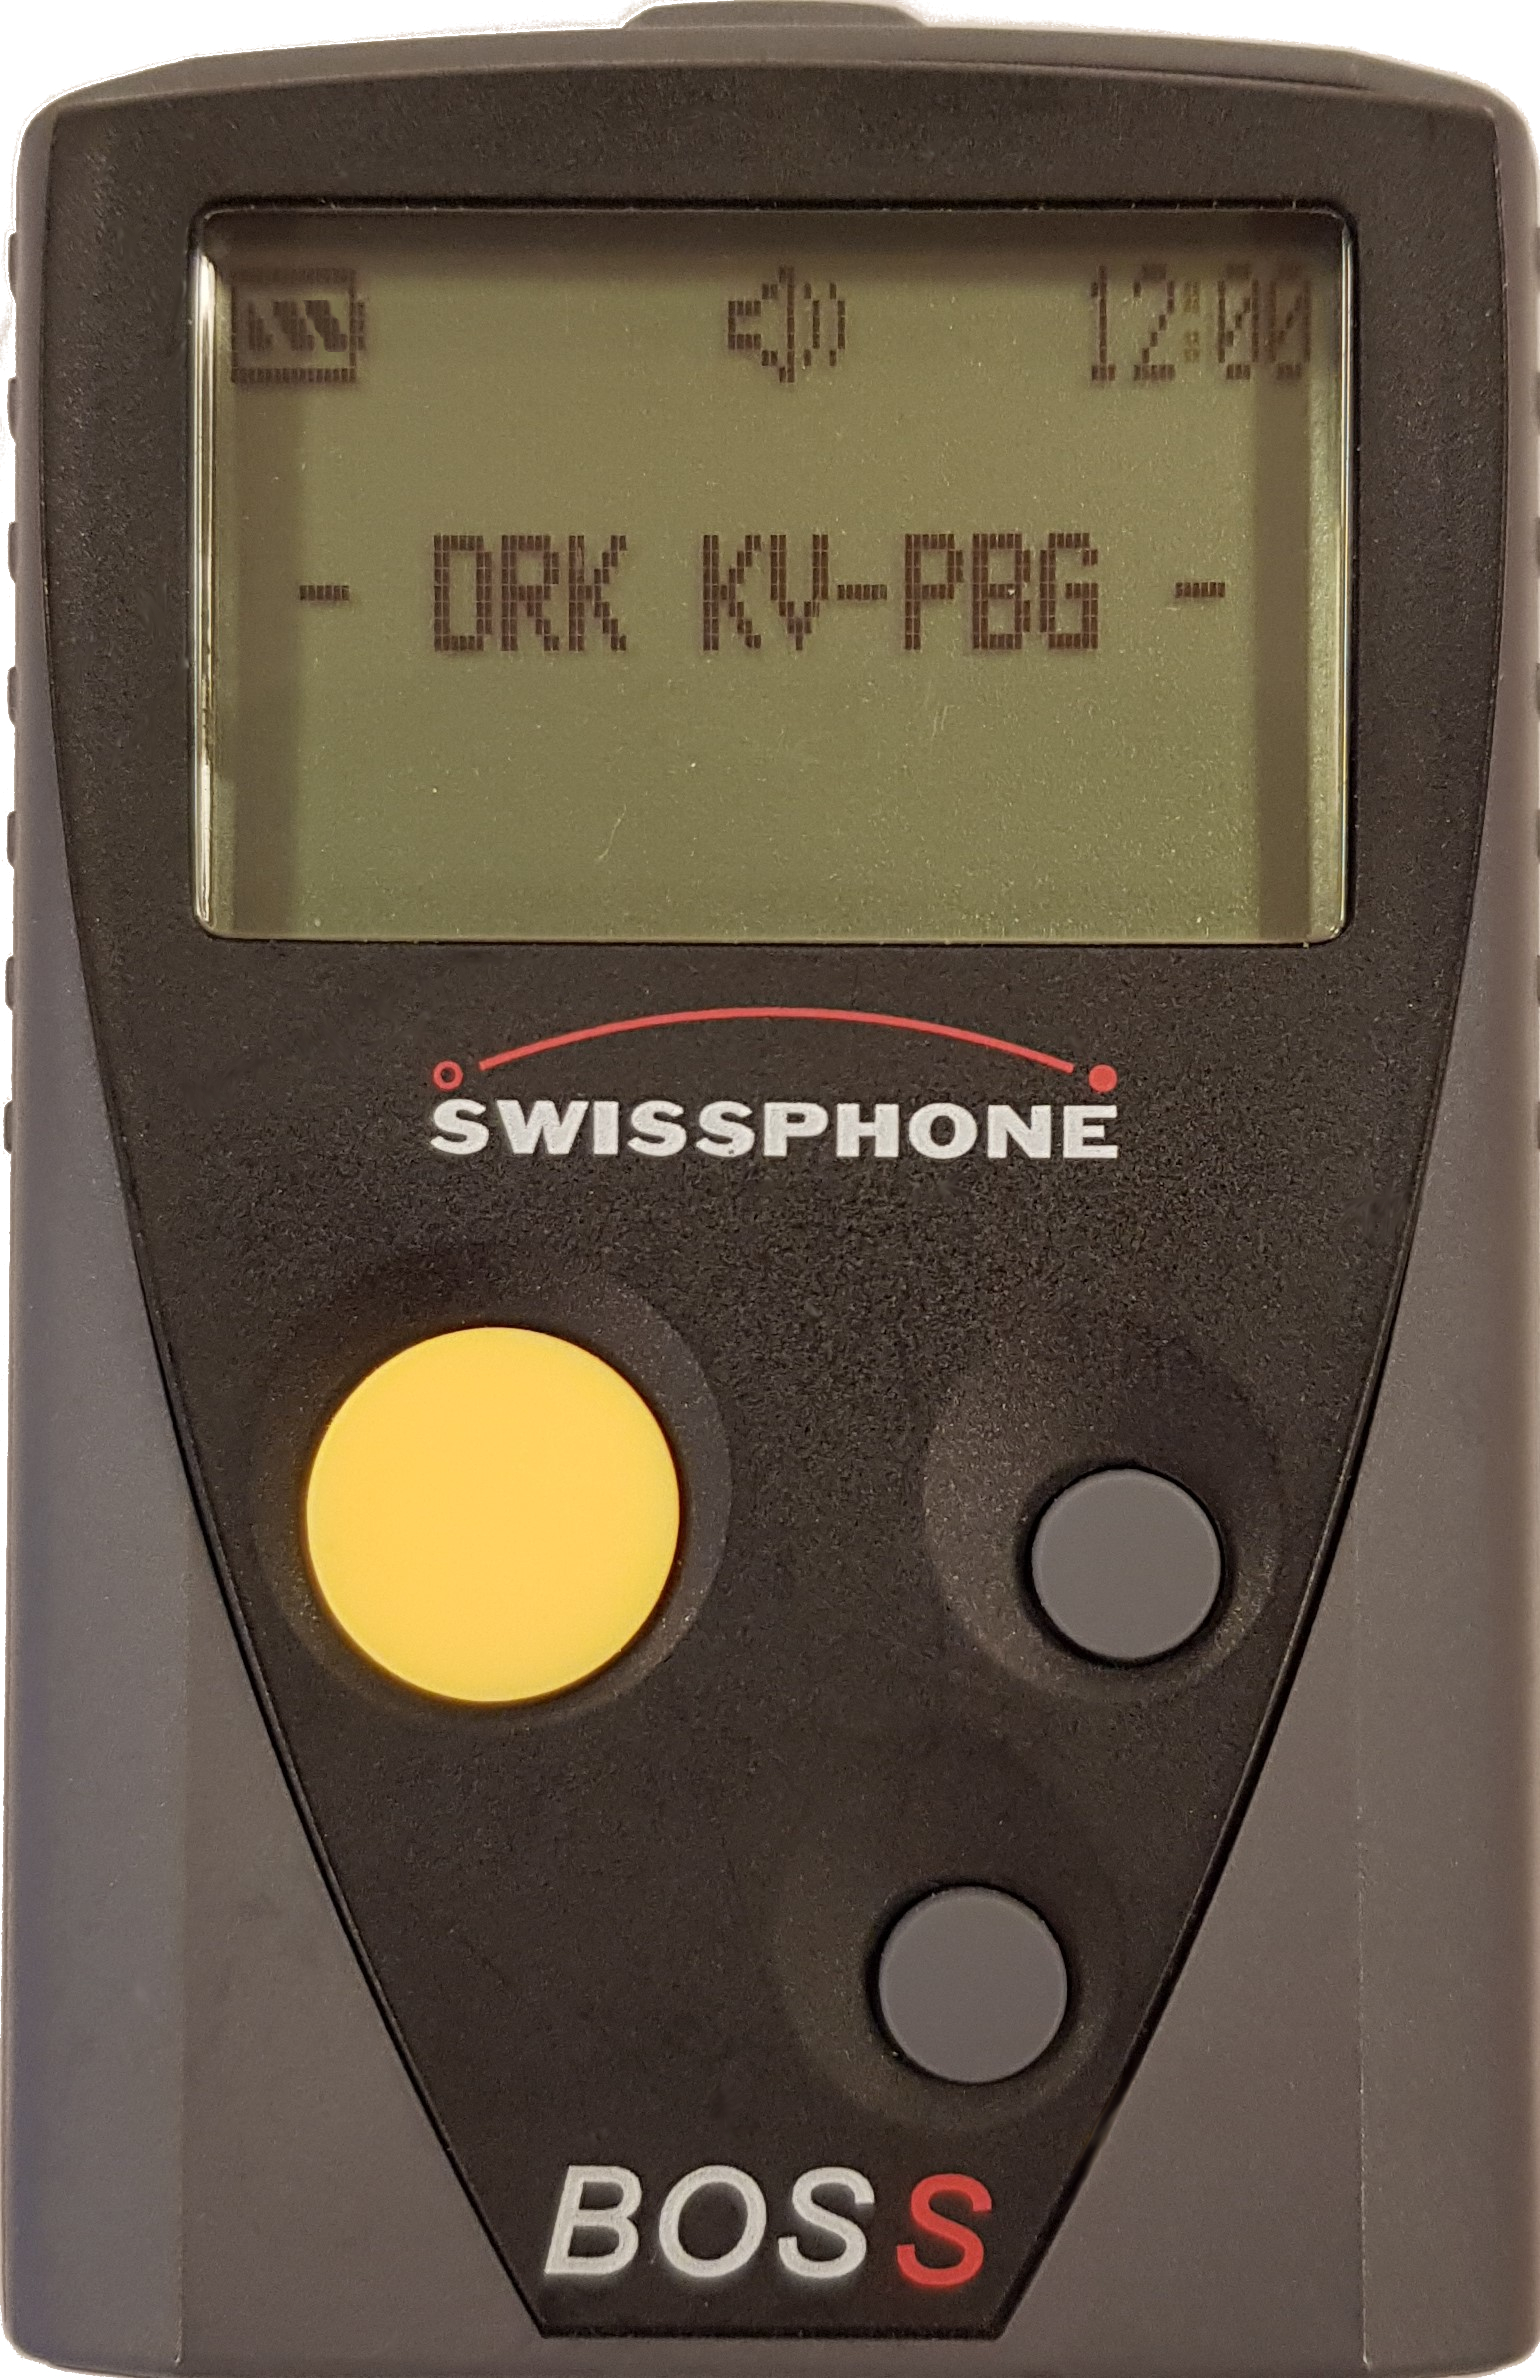 12:00
- DRK KV-PBG -
SWISSPHONE
BOSS